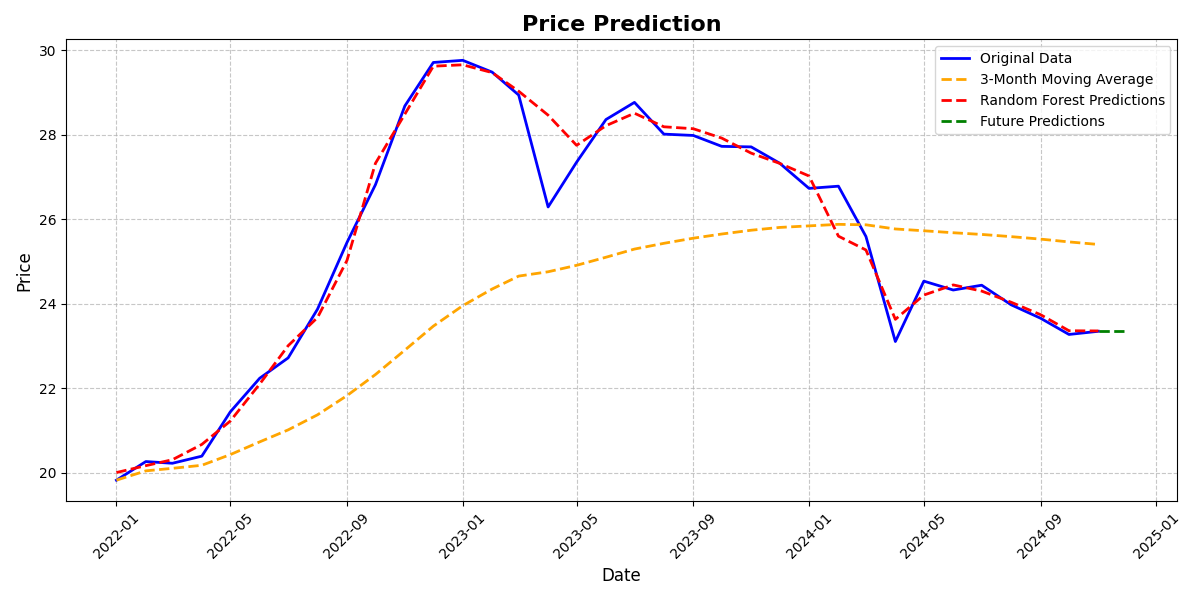 Price Prediction
30
28
26
24
22
20
Price
Original Data
3-Month Moving Average
Random Forest Predictions
Future Predictions
2022-01
2022-05
2022-09
2023-01
2023-05
2023-09
2024-01
2024-05
2024-09
2025-01
Date